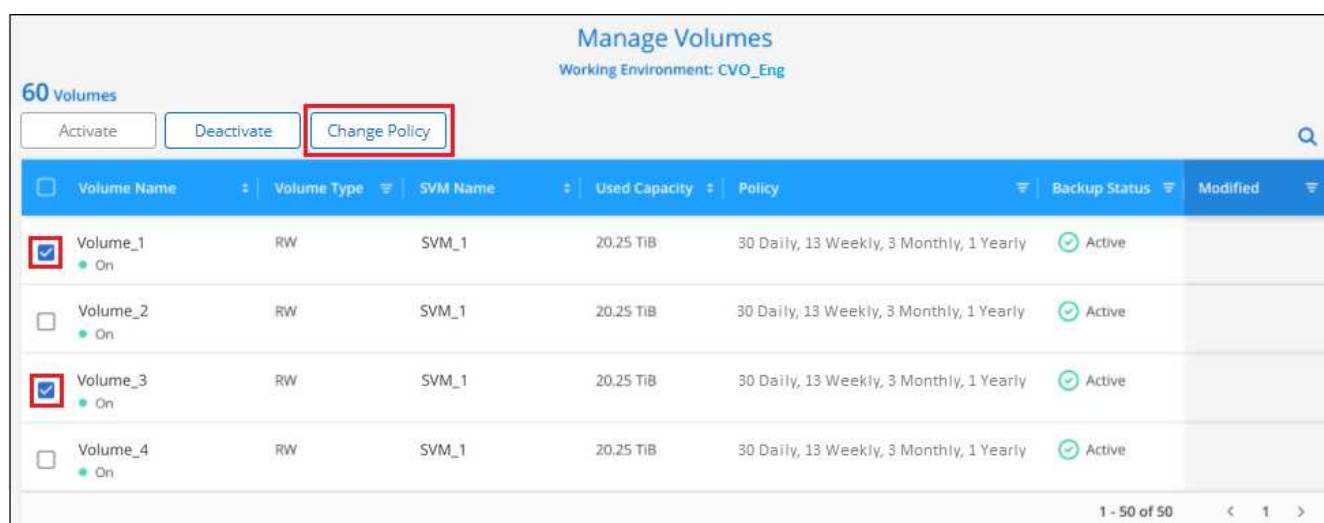 Manage Volumes
Working Environment: CVO_Eng
60 Volumes
Activate Deactivate Change Policy
Volume Name Volume Type SVM Name Used Capacity Policy Backup Status Modified
Volume_1 RW SVM_1 20.25 TiB 30 Daily, 13 Weekly, 3 Monthly, 1 Yearly Active
On
Volume_2 RW SVM_1 20.25 TiB 30 Daily, 13 Weekly, 3 Monthly, 1 Yearly Active
On
Volume_3 RW SVM_1 20.25 TiB 30 Daily, 13 Weekly, 3 Monthly, 1 Yearly Active
On
Volume_4 RW SVM_1 20.25 TiB 30 Daily, 13 Weekly, 3 Monthly, 1 Yearly Active
On
1 - 50 of 50 < 1 >